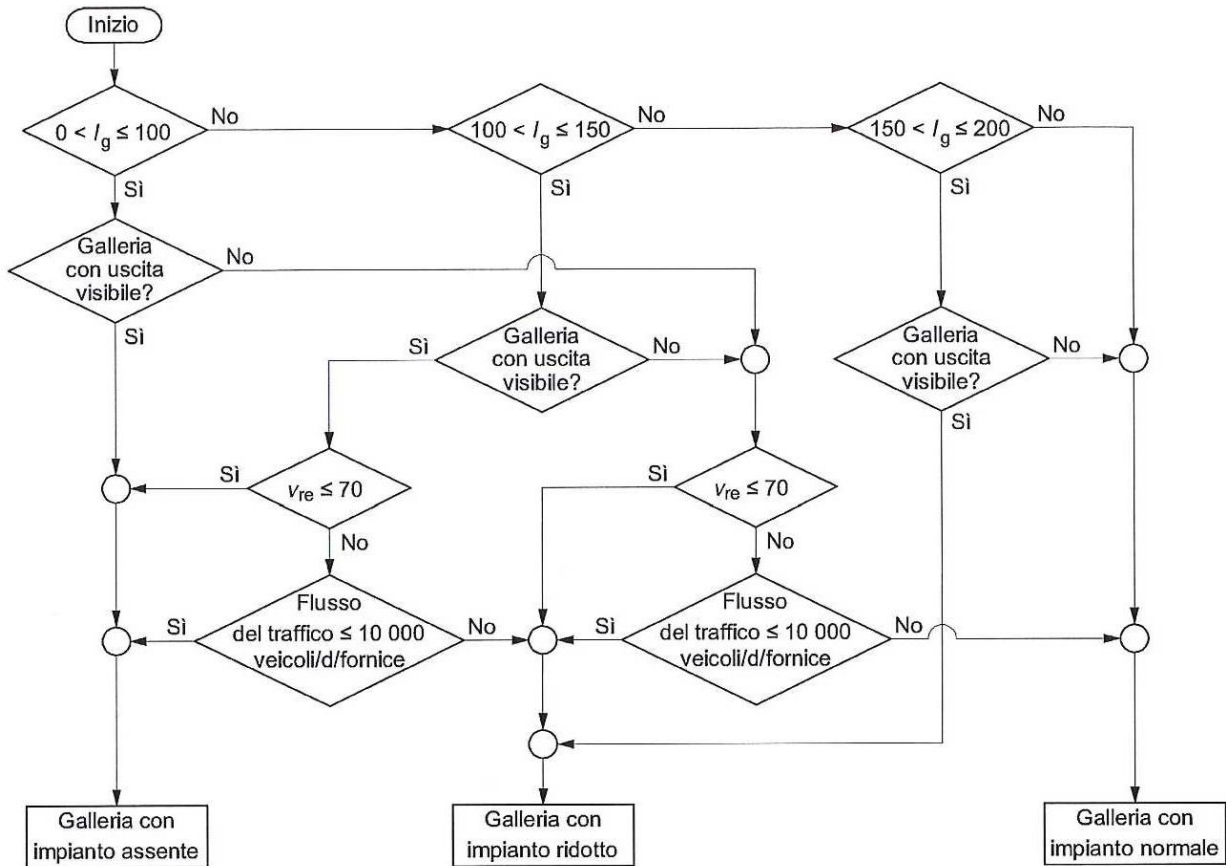 Inizio
0 < lg ≤ 100
No
100 < lg ≤ 150
No
150 < lg ≤ 200
No
Sì
Sì
Sì
Galleria
con uscita
visibile?
No
Sì
Galleria
con uscita
visibile?
Sì
No
Galleria
con uscita
visibile?
No
Sì
Sì
vre ≤ 70
No
Sì
vre ≤ 70
No
Flusso
del traffico ≤ 10 000
veicoli/d/fornice
Sì
No
Flusso
del traffico ≤ 10 000
veicoli/d/fornice
Sì
No
Galleria con
impianto assente
Galleria con
impianto ridotto
Galleria con
impianto normale